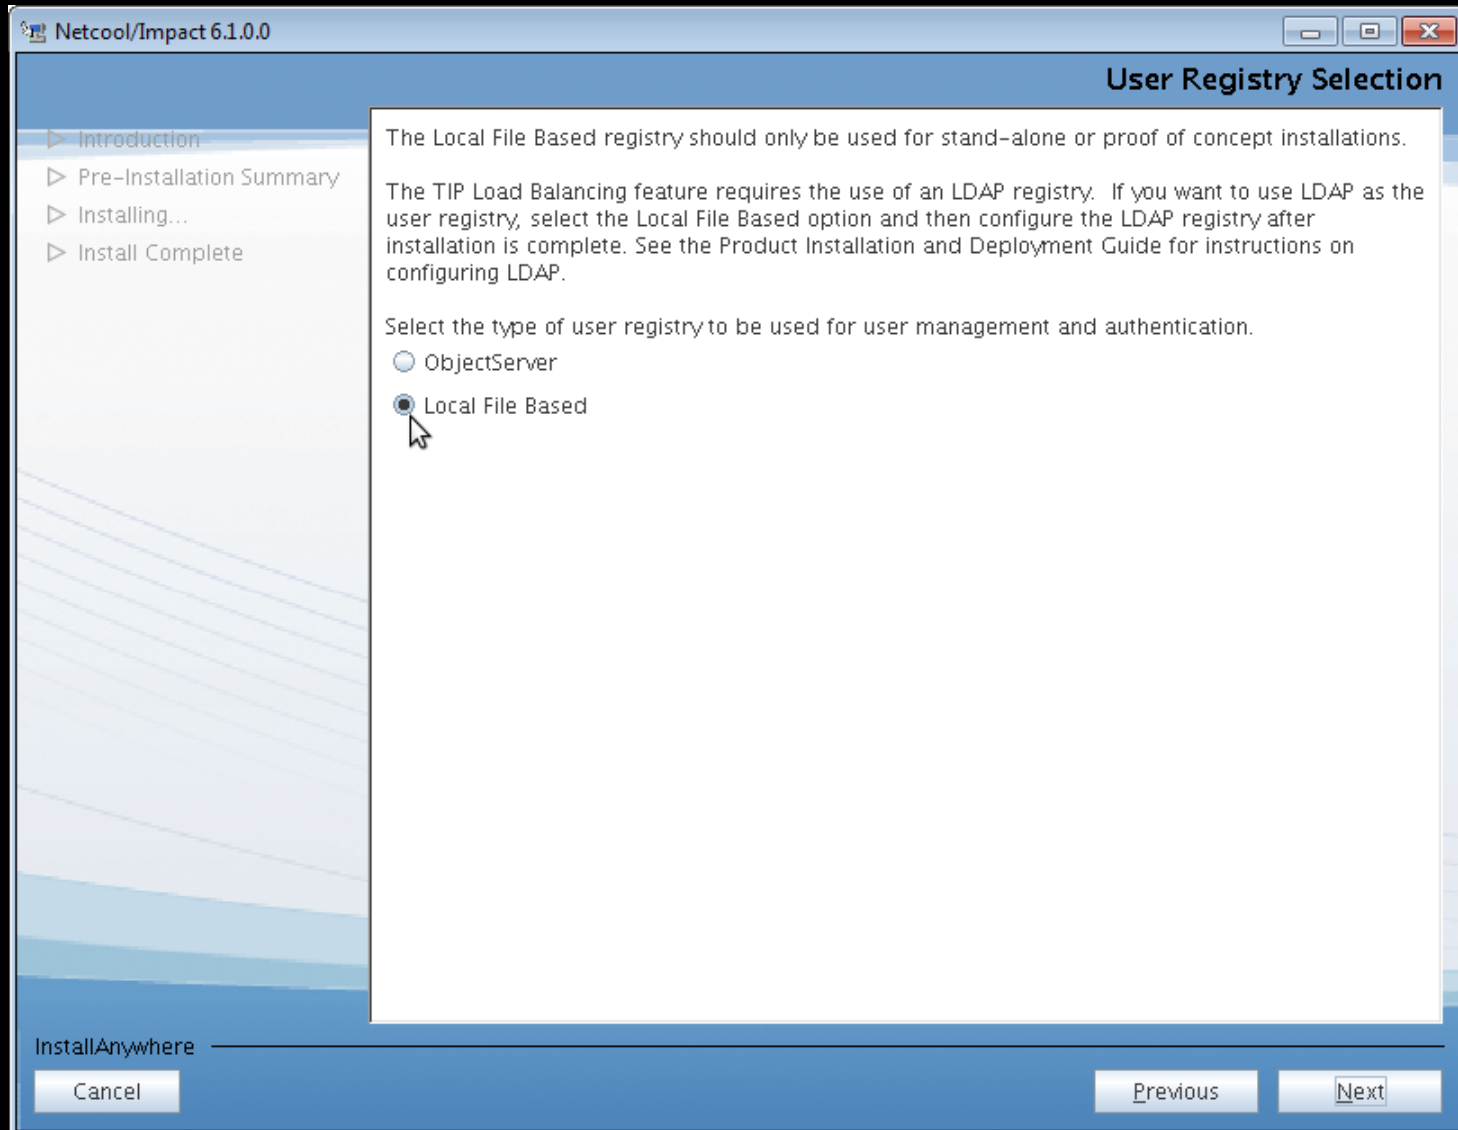 Netcool/Impact 6.1.0.0
User Registry Selection
Introduction
Pre-Installation Summary
Installing...
Install Complete
The Local File Based registry should only be used for stand-alone or proof of concept installations.
The TIP Load Balancing feature requires the use of an LDAP registry.  If you want to use LDAP as the
user registry, select the Local File Based option and then configure the LDAP registry after
installation is complete. See the Product Installation and Deployment Guide for instructions on
configuring LDAP.
Select the type of user registry to be used for user management and authentication.
ObjectServer
Local File Based
InstallAnywhere
Cancel
Previous
Next